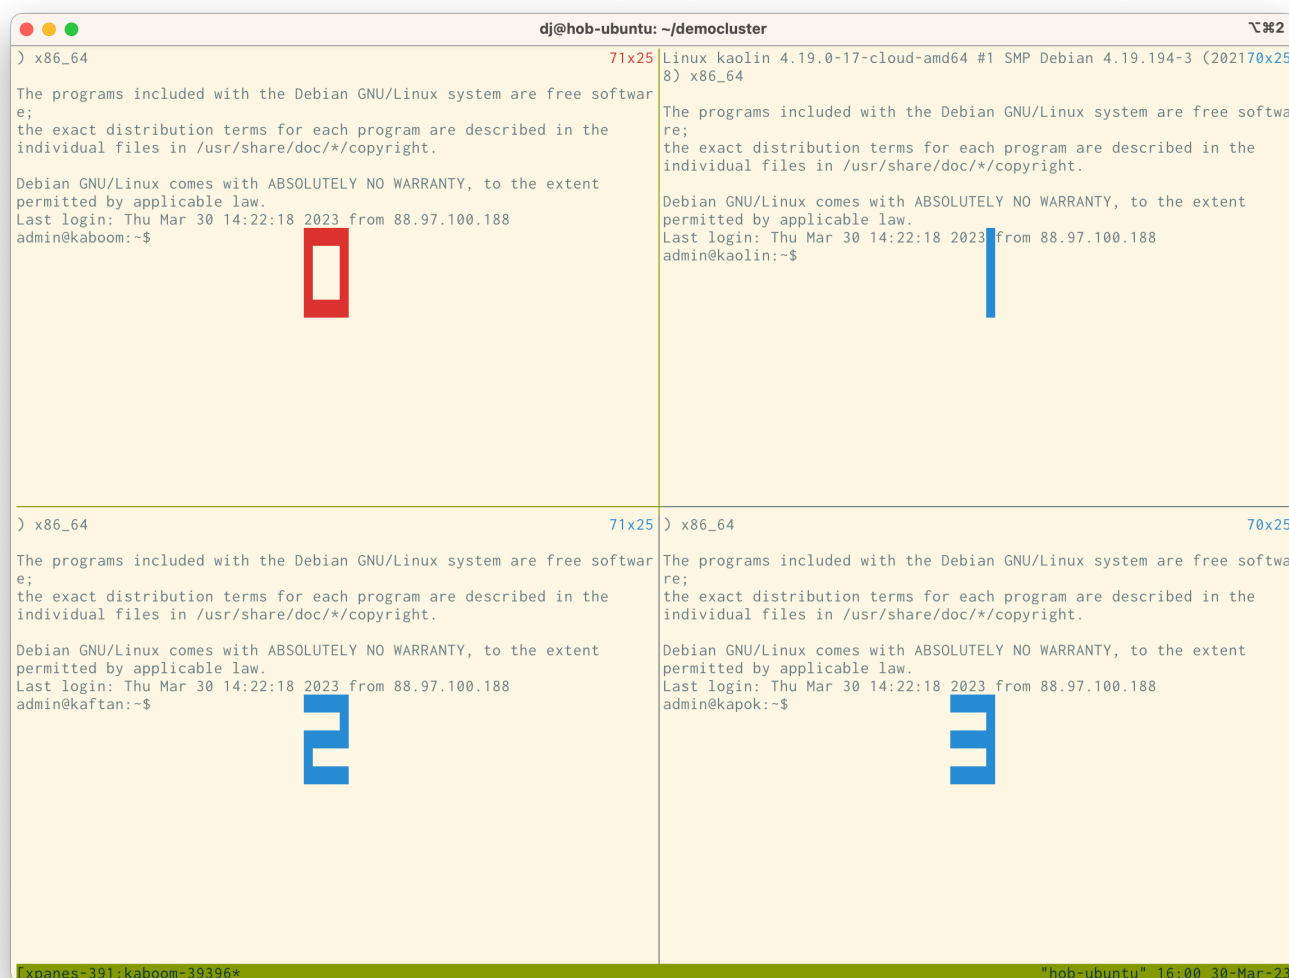 dj@hob-ubuntu: ~/democluster
⌥⌘2
) x86_64 71x25
The programs included with the Debian GNU/Linux system are free softwar
e;
the exact distribution terms for each program are described in the
individual files in /usr/share/doc/*/copyright.
Debian GNU/Linux comes with ABSOLUTELY NO WARRANTY, to the extent
permitted by applicable law.
Last login: Thu Mar 30 14:22:18 2023 from 88.97.100.188
admin@kaboom:~$
0
Linux kaolin 4.19.0-17-cloud-amd64 #1 SMP Debian 4.19.194-3 (202170x25
8) x86_64
The programs included with the Debian GNU/Linux system are free softwa
re;
the exact distribution terms for each program are described in the
individual files in /usr/share/doc/*/copyright.
Debian GNU/Linux comes with ABSOLUTELY NO WARRANTY, to the extent
permitted by applicable law.
Last login: Thu Mar 30 14:22:18 2023 from 88.97.100.188
admin@kaolin:~$
1
) x86_64 71x25
The programs included with the Debian GNU/Linux system are free softwar
e;
the exact distribution terms for each program are described in the
individual files in /usr/share/doc/*/copyright.
Debian GNU/Linux comes with ABSOLUTELY NO WARRANTY, to the extent
permitted by applicable law.
Last login: Thu Mar 30 14:22:18 2023 from 88.97.100.188
admin@kaftan:~$
2
) x86_64 70x25
The programs included with the Debian GNU/Linux system are free softwa
re;
the exact distribution terms for each program are described in the
individual files in /usr/share/doc/*/copyright.
Debian GNU/Linux comes with ABSOLUTELY NO WARRANTY, to the extent
permitted by applicable law.
Last login: Thu Mar 30 14:22:18 2023 from 88.97.100.188
admin@kapok:~$
3
[xpanes-391:kaboom-39396* "hob-ubuntu" 16:00 30-Mar-23